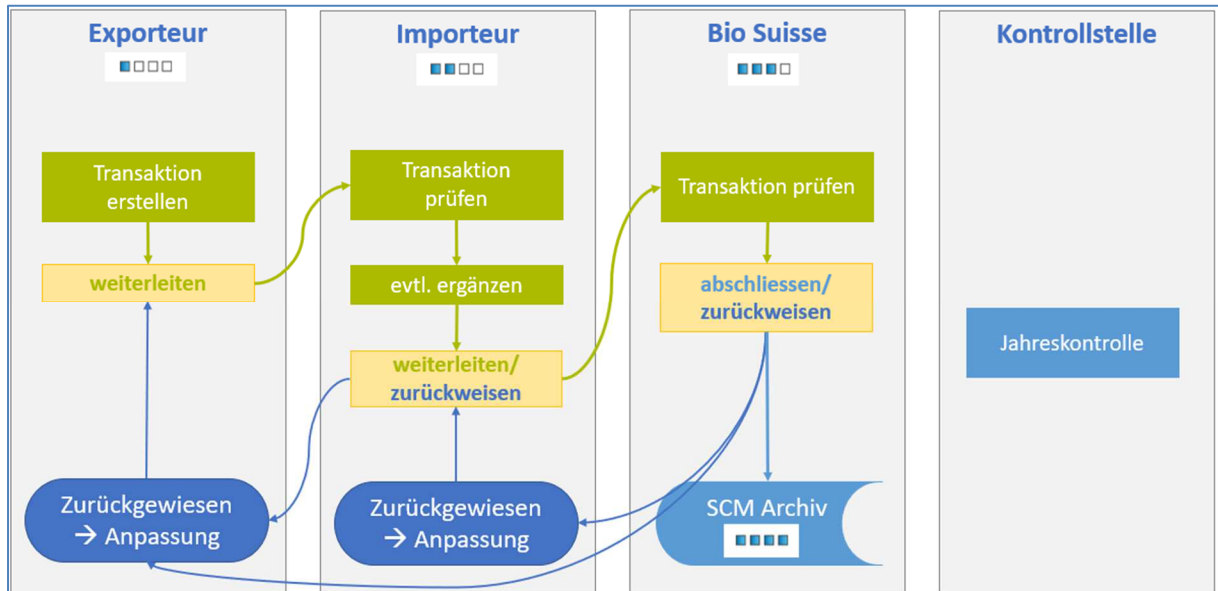 Exporteur
Importeur
Bio Suisse
Kontrollstelle
Transaktion
erstellen
weiterleiten
Zurückgewiesen
→ Anpassung
Transaktion
prüfen
evtl. ergänzen
weiterleiten/
zurückweisen
Zurückgewiesen
→ Anpassung
Transaktion prüfen
abschliessen/
zurückweisen
SCM Archiv
Jahreskontrolle